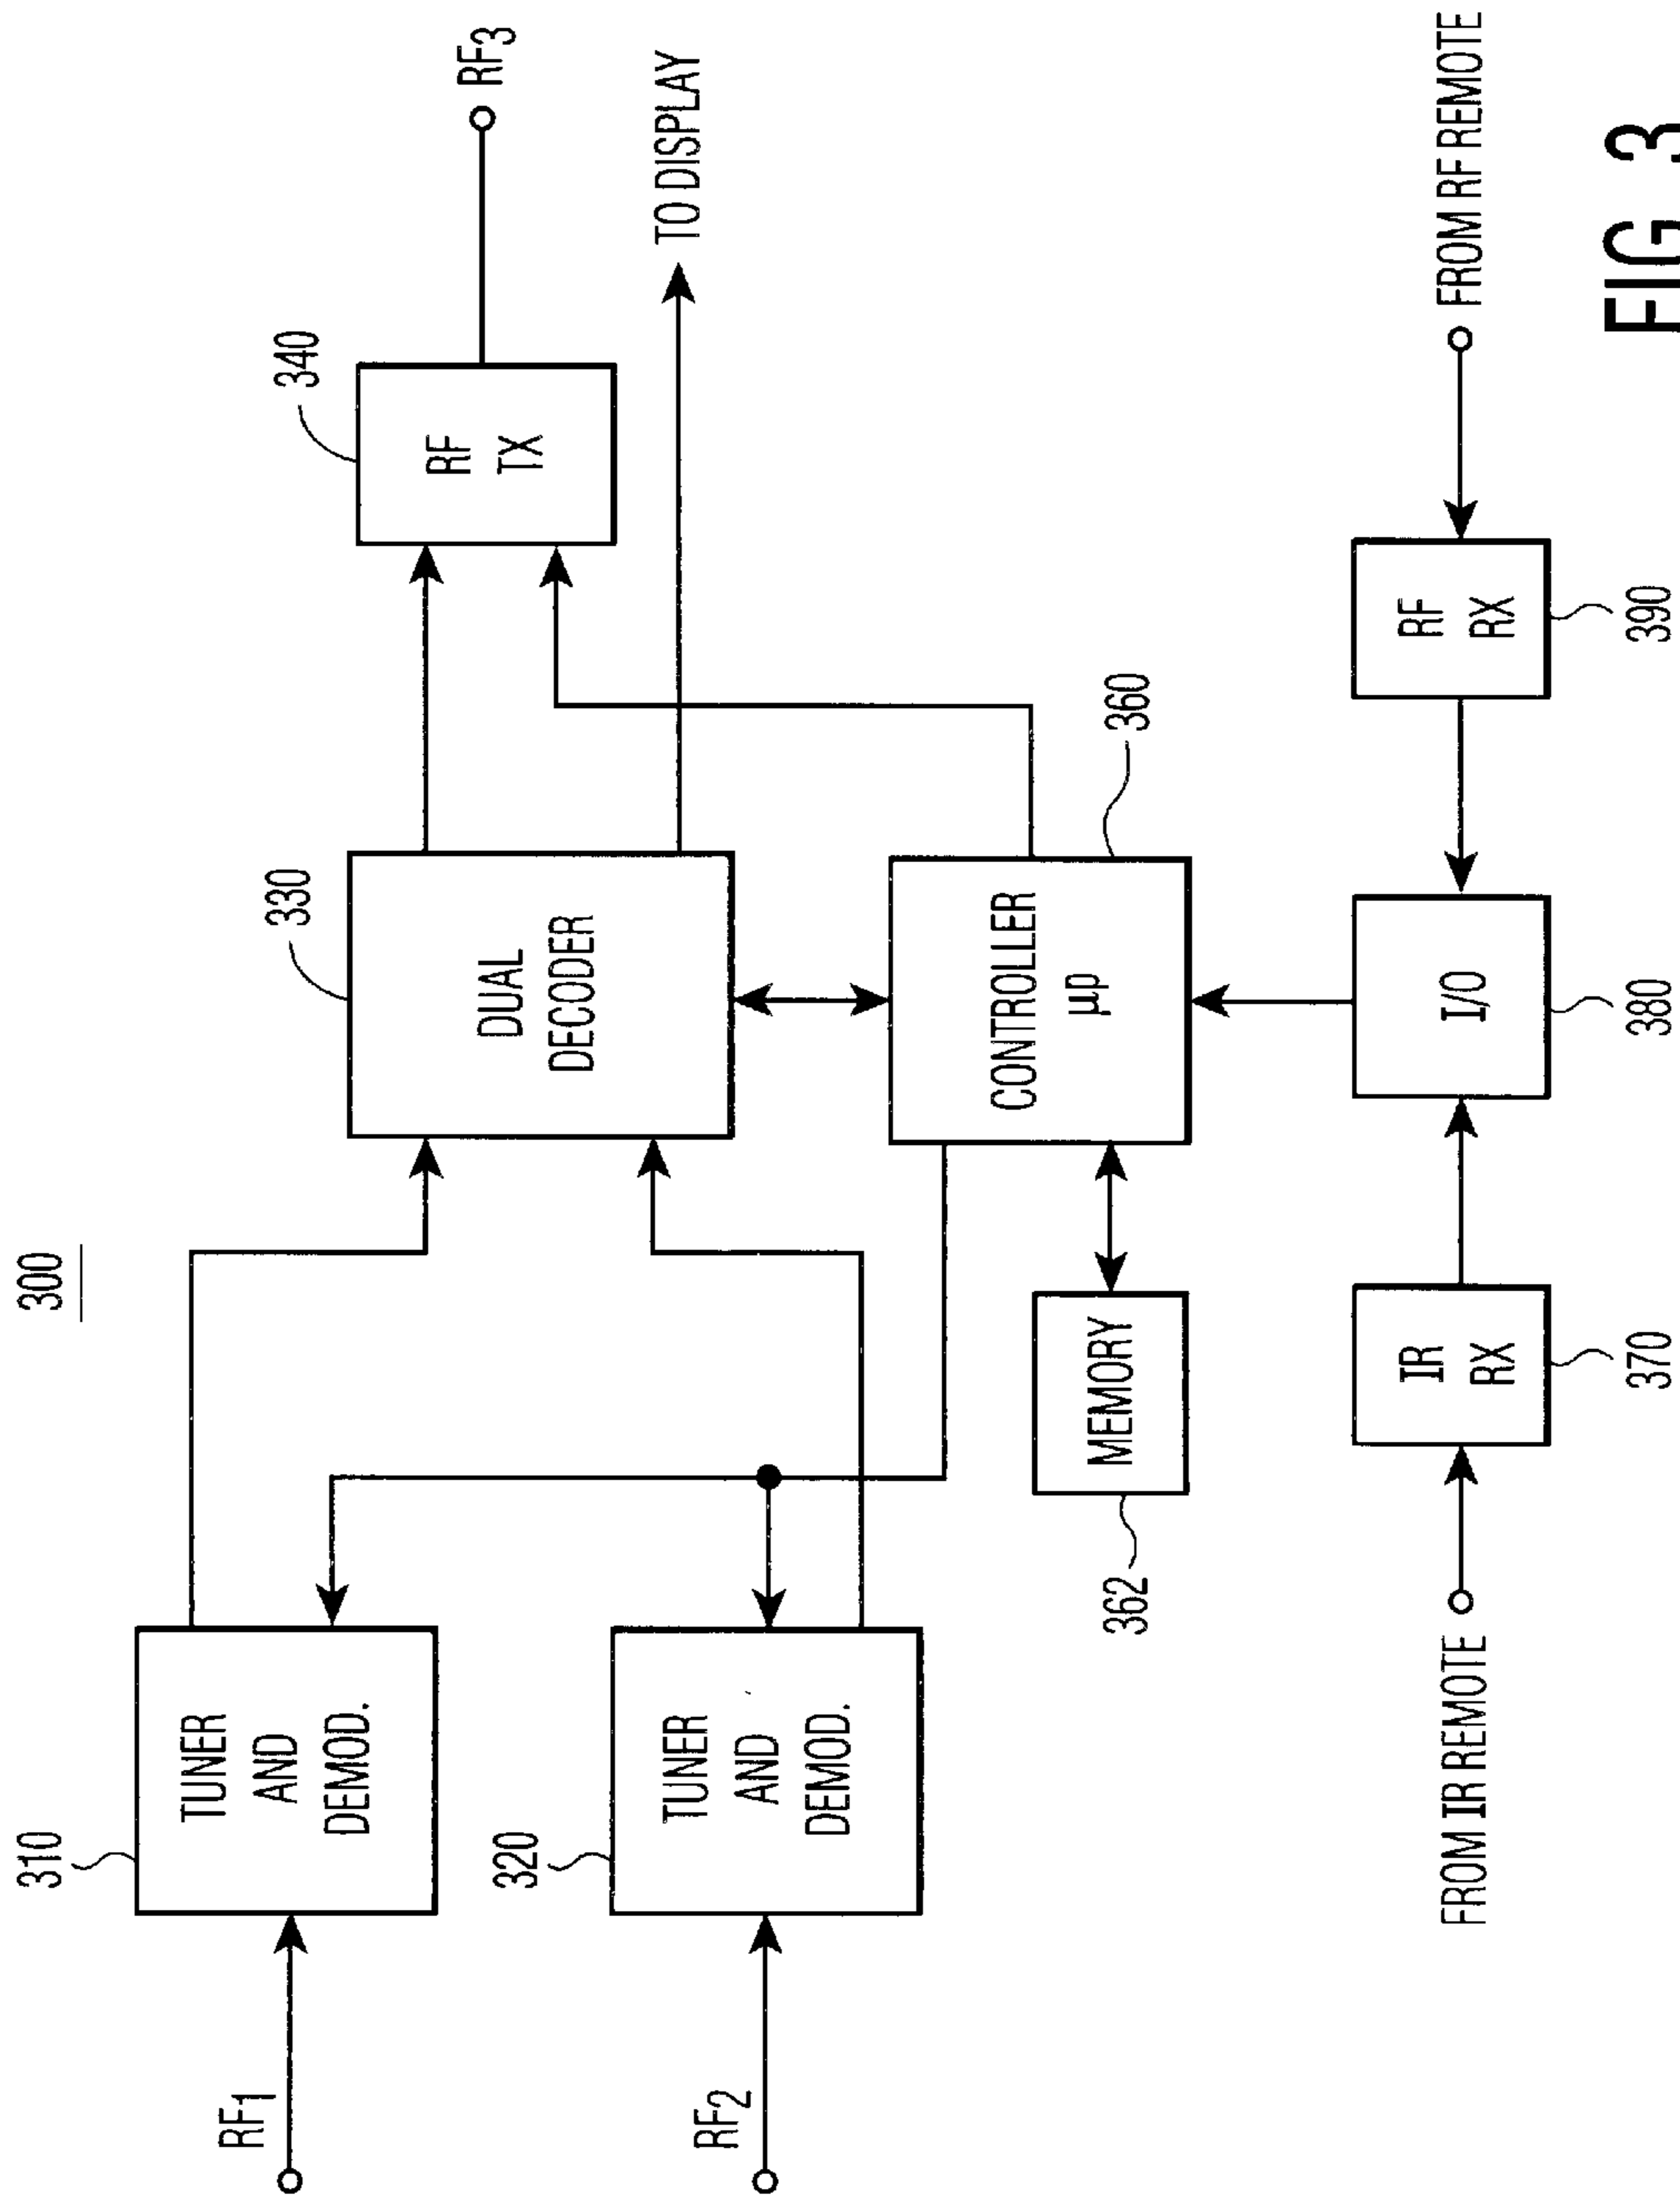 300
310
TUNER
AND
DEMOD.
RF1
320
TUNER
AND
DEMOD.
RF2
330
DUAL
DECODER
340
RF
TX
RF3
TO DISPLAY
CONTROLLER
μp
360
MEMORY
362
FROM IR REMOTE
IR
RX
370
I/O
380
RF
RX
390
FROM RF REMOTE
FIG. 3